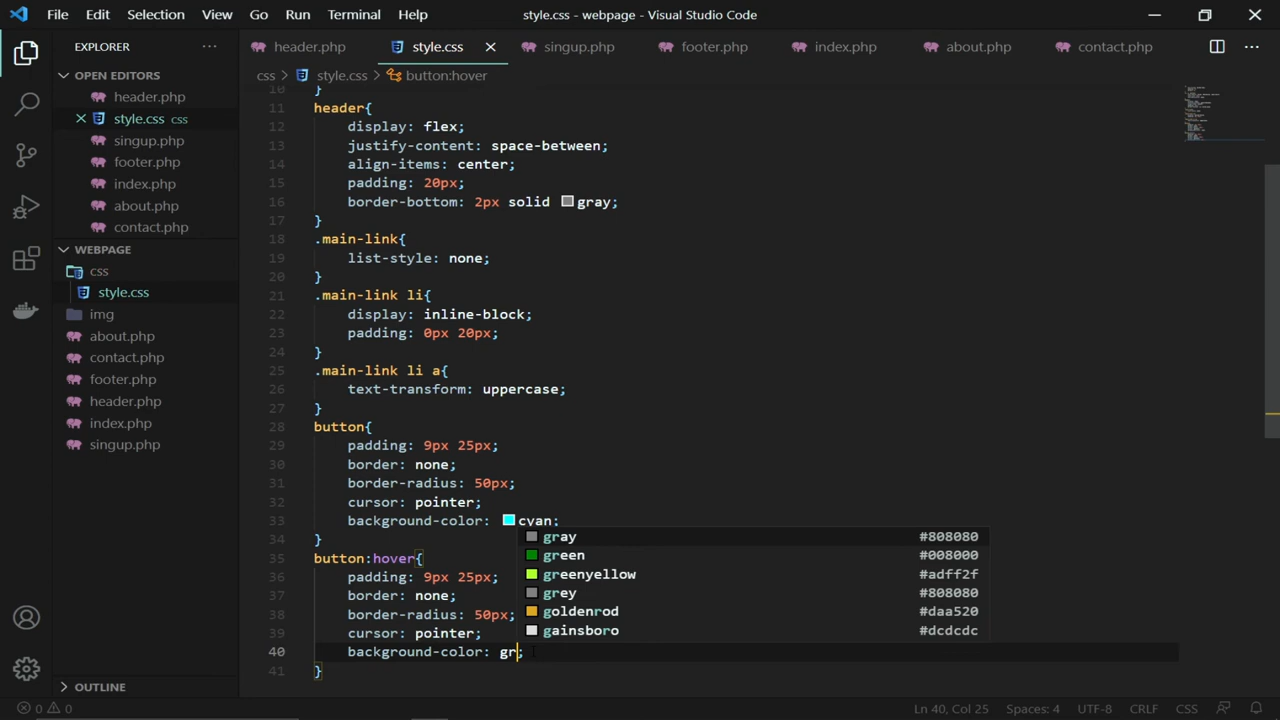 File Edit Selection View Go Run Terminal Help
style.css - webpage - Visual Studio Code
EXPLORER
header.php
style.css
singup.php
footer.php
index.php
about.php
contact.php
OPEN EDITORS
header.php
style.css css
singup.php
footer.php
index.php
about.php
contact.php
WEBPAGE
css
style.css
img
about.php
contact.php
footer.php
header.php
index.php
singup.php
OUTLINE
css > style.css > button:hover
10 }
11 header{
12 display: flex;
13 justify-content: space-between;
14 align-items: center;
15 padding: 20px;
16 border-bottom: 2px solid gray;
17 }
18 .main-link{
19 list-style: none;
20 }
21 .main-link li{
22 display: inline-block;
23 padding: 0px 20px;
24 }
25 .main-link li a{
26 text-transform: uppercase;
27 }
28 button{
29 padding: 9px 25px;
30 border: none;
31 border-radius: 50px;
32 cursor: pointer;
33 background-color: cyan;
34 }
35 button:hover{
36 padding: 9px 25px;
37 border: none;
38 border-radius: 50px;
39 cursor: pointer;
40 background-color: gr;
41 }
gray #808080
green #008000
greenyellow #adff2f
grey #808080
goldenrod #daa520
gainsboro #dcdcdc
0 0
Ln 40, Col 25 Spaces: 4 UTF-8 CRLF CSS